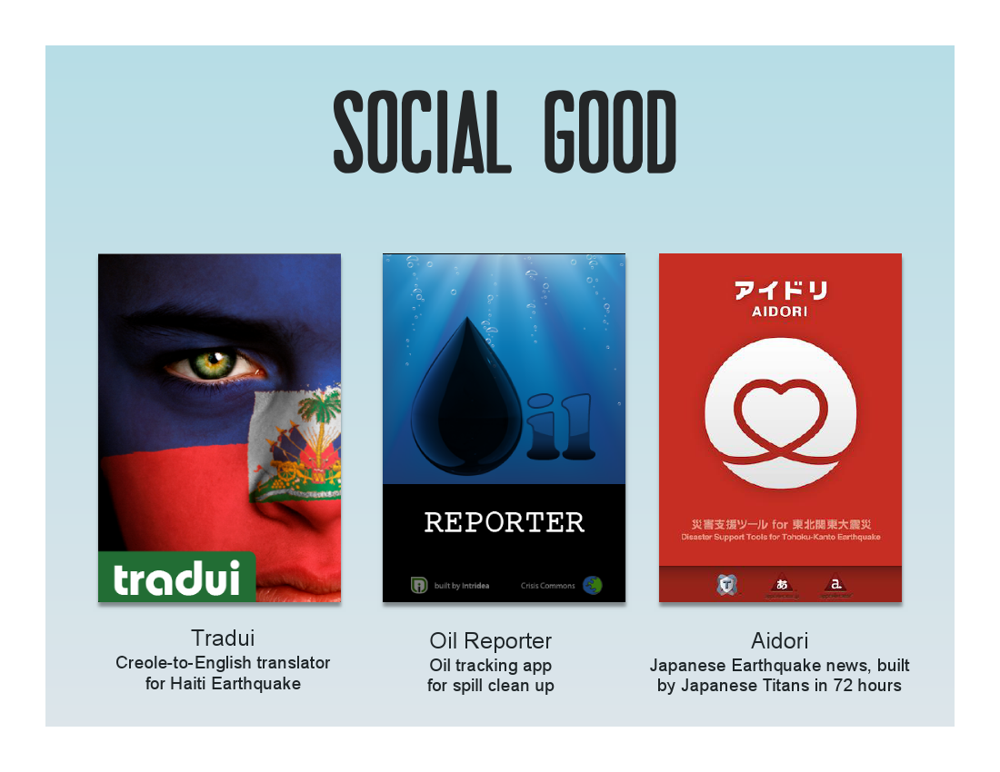 SOCIAL GOOD
tradui
Oil
REPORTER
built by Intridea
Crisis Commons
アイドリ
AIDORI
災害支援ツール for 東北関東大震災
Disaster Support Tools for Tohoku-Kanto Earthquake
T
あ
a
Tradui
Creole-to-English translator
for Haiti Earthquake
Oil Reporter
Oil tracking app
for spill clean up
Aidori
Japanese Earthquake news, built
by Japanese Titans in 72 hours